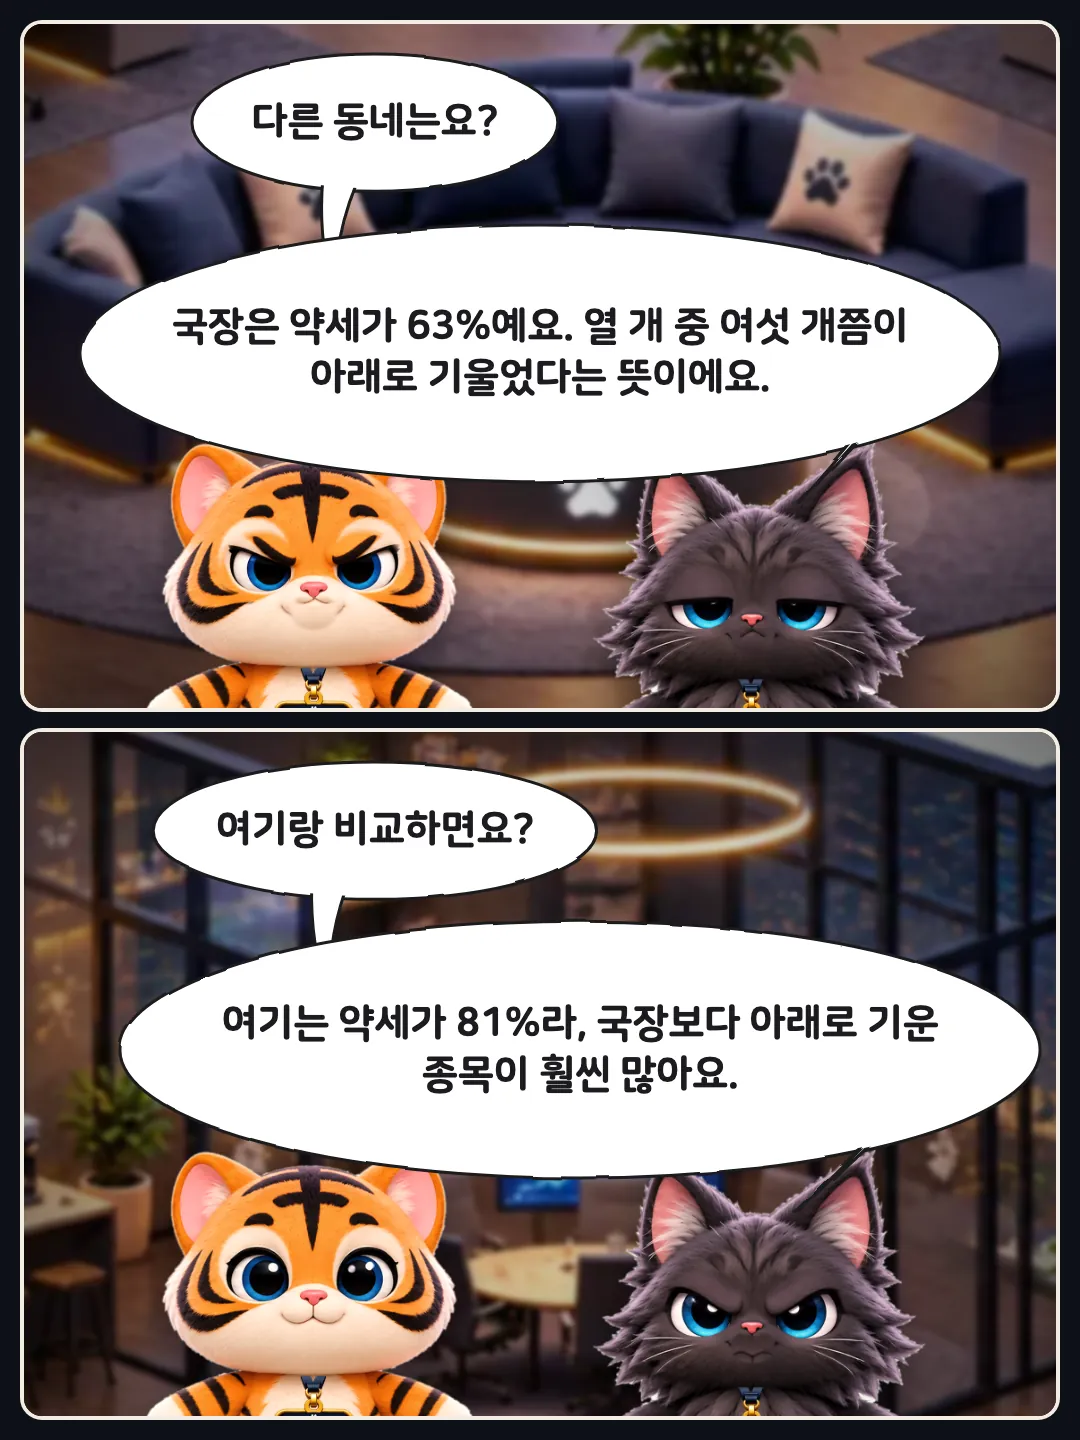 다른 동네는요?
국장은 약세가 63%예요. 열 개 중 여섯 개쯤이
아래로 기울었다는 뜻이에요.
여기랑 비교하면요?
여기는 약세가 81%라, 국장보다 아래로 기운
종목이 훨씬 많아요.